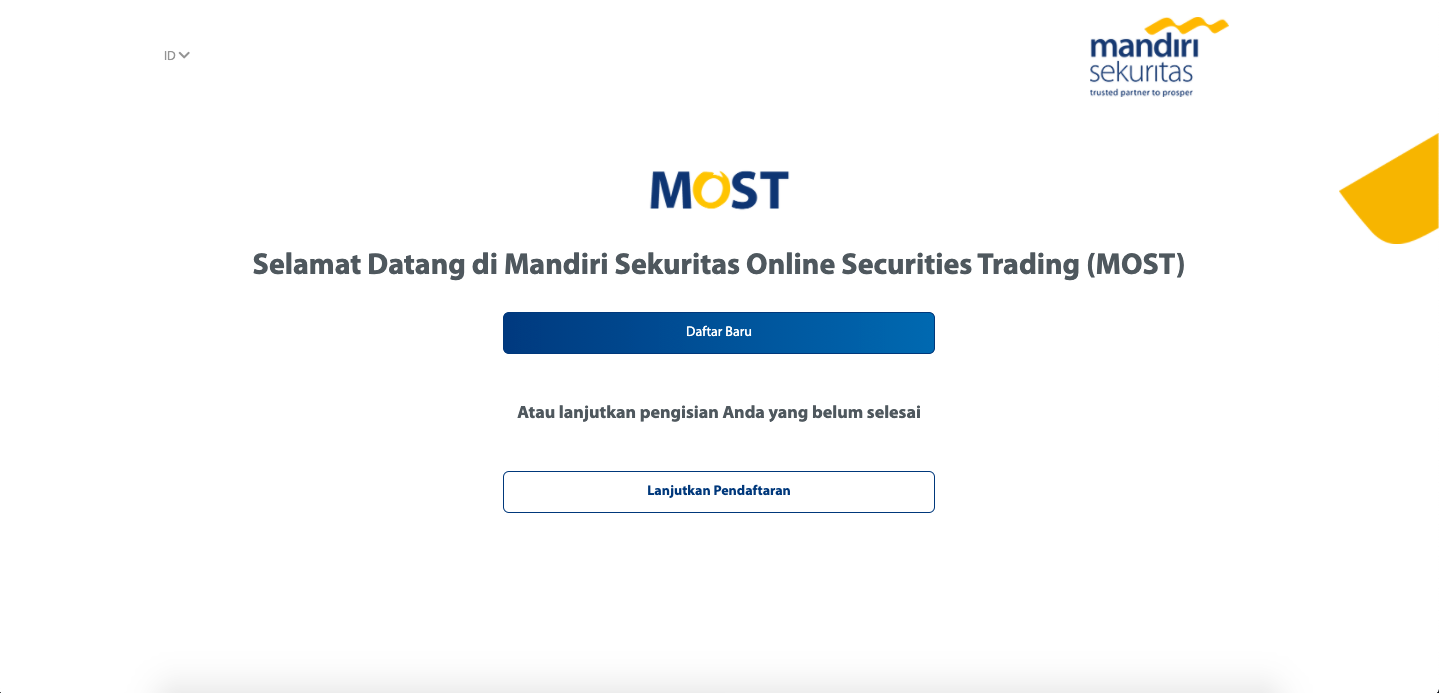 ID
mandiri
sekuritas
trusted partner to prosper
MOST
Selamat Datang di Mandiri Sekuritas Online Securities Trading (MOST)
Daftar Baru
Atau lanjutkan pengisian Anda yang belum selesai
Lanjutkan Pendaftaran